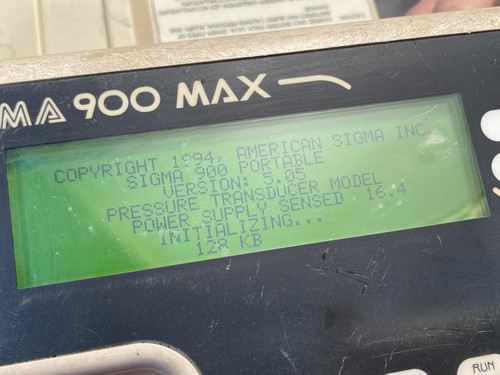 MA 900 MAX
COPYRIGHT 1994, AMERICAN SIGMA INC.
SIGMA 900 PORTABLE
VERSION: 5.05
PRESSURE TRANSDUCER MODEL
POWER SUPPLY SENSED 16.4
INITIALIZING...
128 KB
RUN